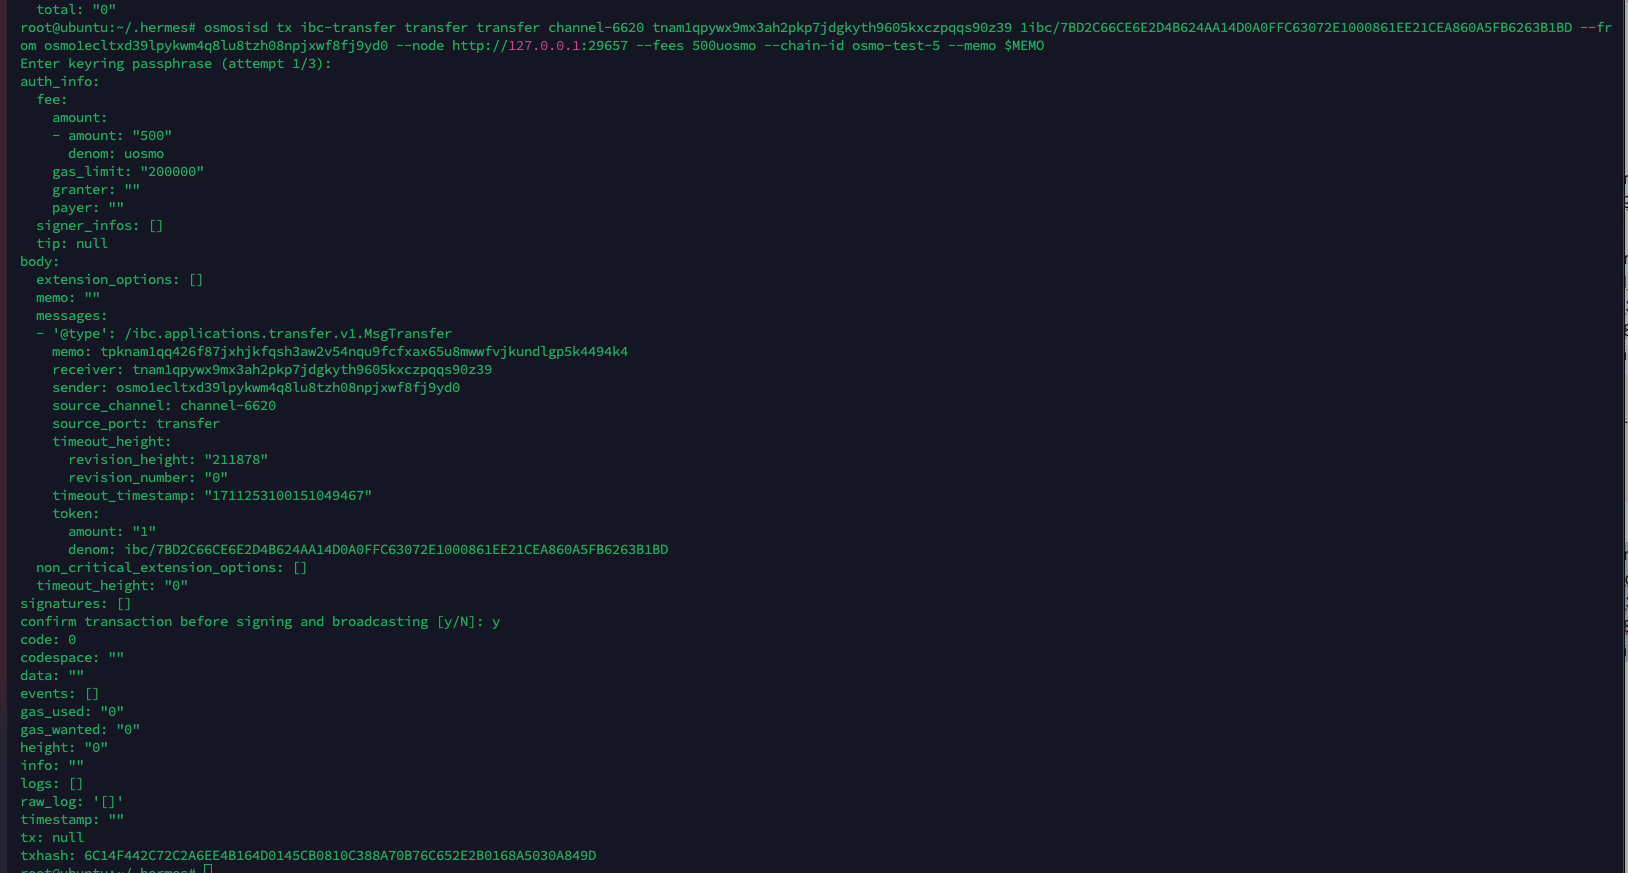 total: "0"
root@ubuntu:~/.hermes# osmosisd tx ibc-transfer transfer transfer channel-6620 tnam1qpywx9mx3ah2pkp7jdgkyth9605kxczpqqs90z39 1ibc/7BD2C66CE6E2D4B624AA14D0A0FFC63072E1000861EE21CEA860A5FB6263B1BD --fr
om osmo1ecltxd39lpykwm4q8lu8tzh08npjxwf8fj9yd0 --node http://127.0.0.1:29657 --fees 500uosmo --chain-id osmo-test-5 --memo $MEMO
Enter keyring passphrase (attempt 1/3):
auth_info:
fee:
amount:
- amount: "500"
denom: uosmo
gas_limit: "200000"
granter: ""
payer: ""
signer_infos: []
tip: null
body:
extension_options: []
memo: ""
messages:
- '@type': /ibc.applications.transfer.v1.MsgTransfer
memo: tpknam1qq426f87jxhjkfqsh3aw2v54nqu9fcfxax65u8mwwfvjkundlgp5k4494k4
receiver: tnam1qpywx9mx3ah2pkp7jdgkyth9605kxczpqqs90z39
sender: osmo1ecltxd39lpykwm4q8lu8tzh08npjxwf8fj9yd0
source_channel: channel-6620
source_port: transfer
timeout_height:
revision_height: "211878"
revision_number: "0"
timeout_timestamp: "1711253100151049467"
token:
amount: "1"
denom: ibc/7BD2C66CE6E2D4B624AA14D0A0FFC63072E1000861EE21CEA860A5FB6263B1BD
non_critical_extension_options: []
timeout_height: "0"
signatures: []
confirm transaction before signing and broadcasting [y/N]: y
code: 0
codespace: ""
data: ""
events: []
gas_used: "0"
gas_wanted: "0"
height: "0"
info: ""
logs: []
raw_log: '[]'
timestamp: ""
tx: null
txhash: 6C14F442C72C2A6EE4B164D0145CB0810C388A70B76C652E2B0168A5030A849D
root@ubuntu:~/.hermes#